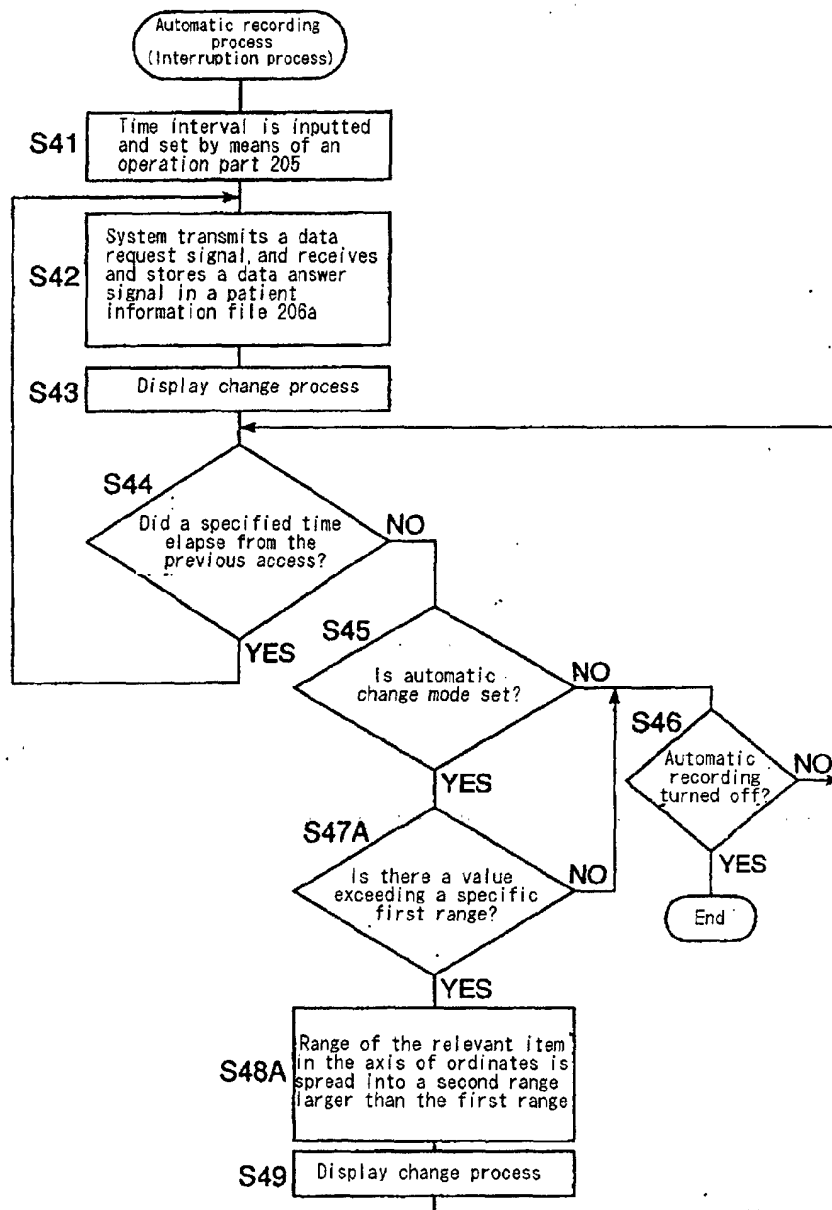 Automatic recording
process
(Interruption process)
S41
Time interval is inputted
and set by means of an
operation part 205
S42
System transmits a data
request signal, and receives
and stores a data answer
signal in a patient
information file 206a
S43
Display change process
S44
Did a specified time
elapse from the
previous access?
NO
YES
S45
Is automatic
change mode set?
NO
YES
S46
Automatic
recording
turned off?
NO
YES
End
S47A
Is there a value
exceeding a specific
first range?
NO
YES
S48A
Range of the relevant item
in the axis of ordinates is
spread into a second range
larger than the first range
S49
Display change process